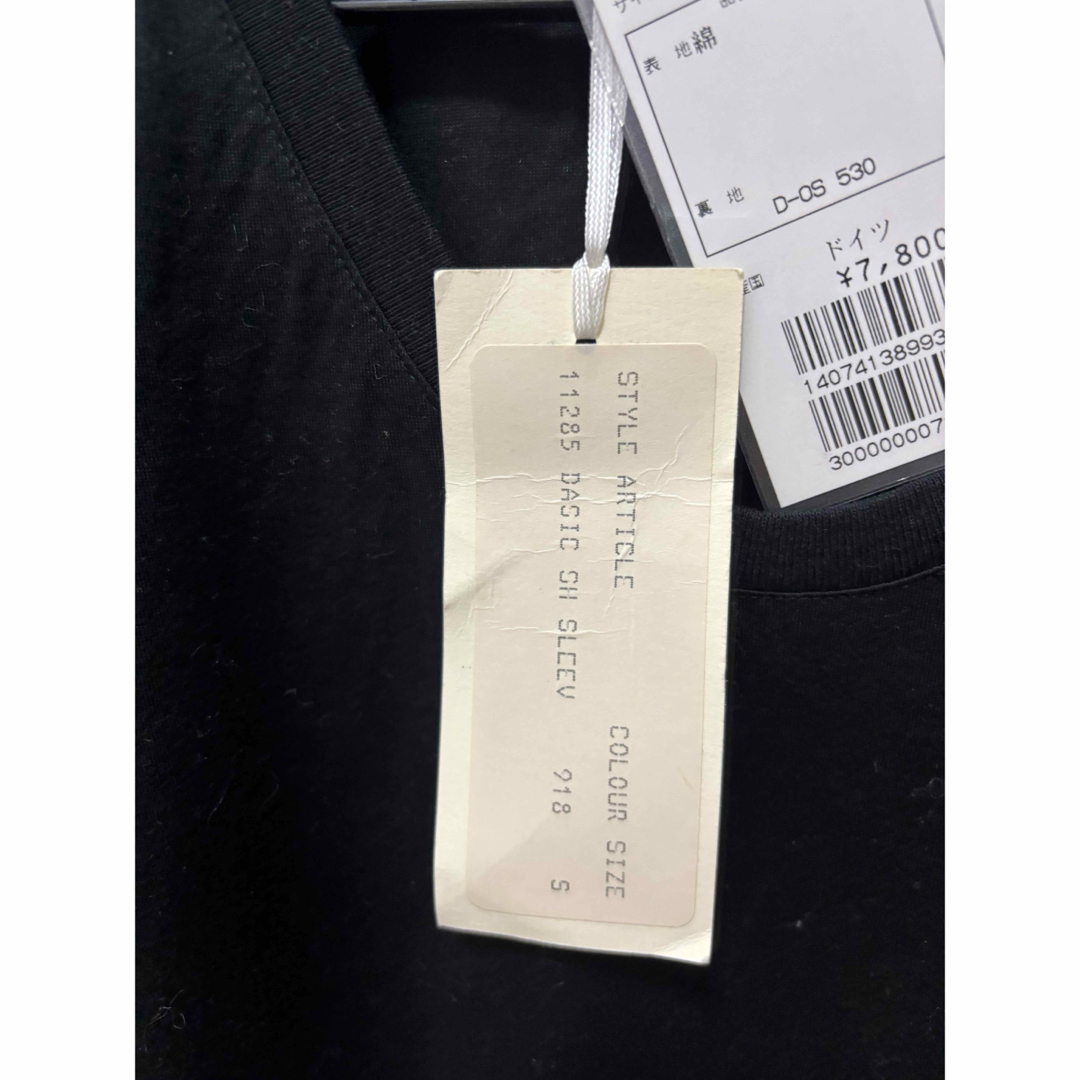 表 地 綿
裏 地 D-OS 530
ドイツ
¥7,800
14074138993
300000007
STYLE ARTICLE COLOUR SIZE
11285 BASIC SH SLEEV 918 S